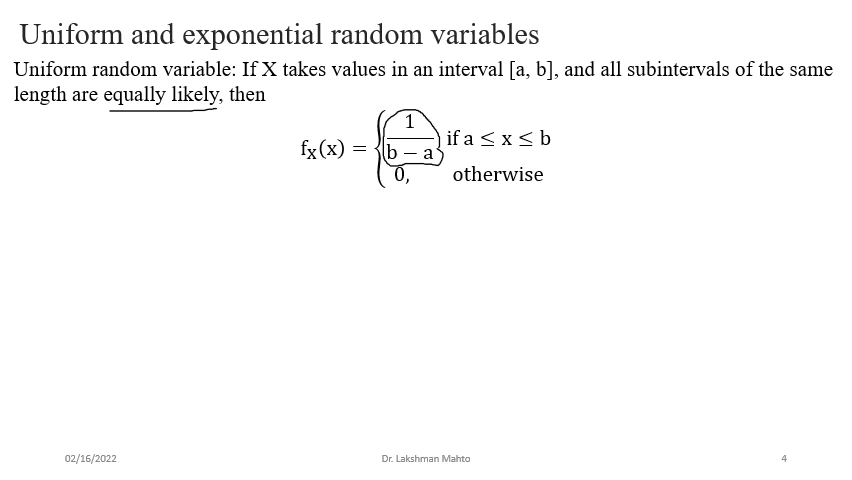 Uniform and exponential random variables
Uniform random variable: If X takes values in an interval [a, b], and all subintervals of the same
length are equally likely, then
f_X(x) = { 1/(b − a) if a ≤ x ≤ b
0, otherwise
02/16/2022 Dr. Lakshman Mahto 4